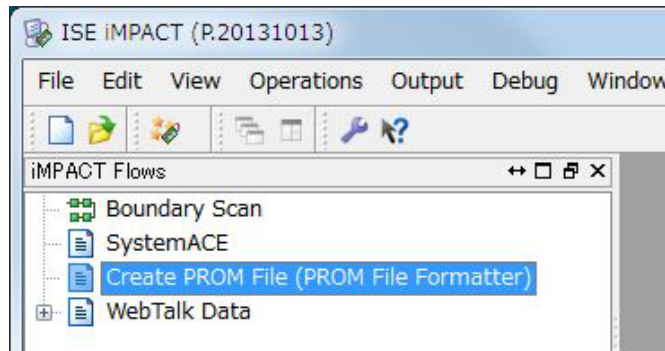 ISE iMPACT (P.20131013)
File Edit View Operations Output Debug Window
iMPACT Flows
Boundary Scan
SystemACE
Create PROM File (PROM File Formatter)
WebTalk Data